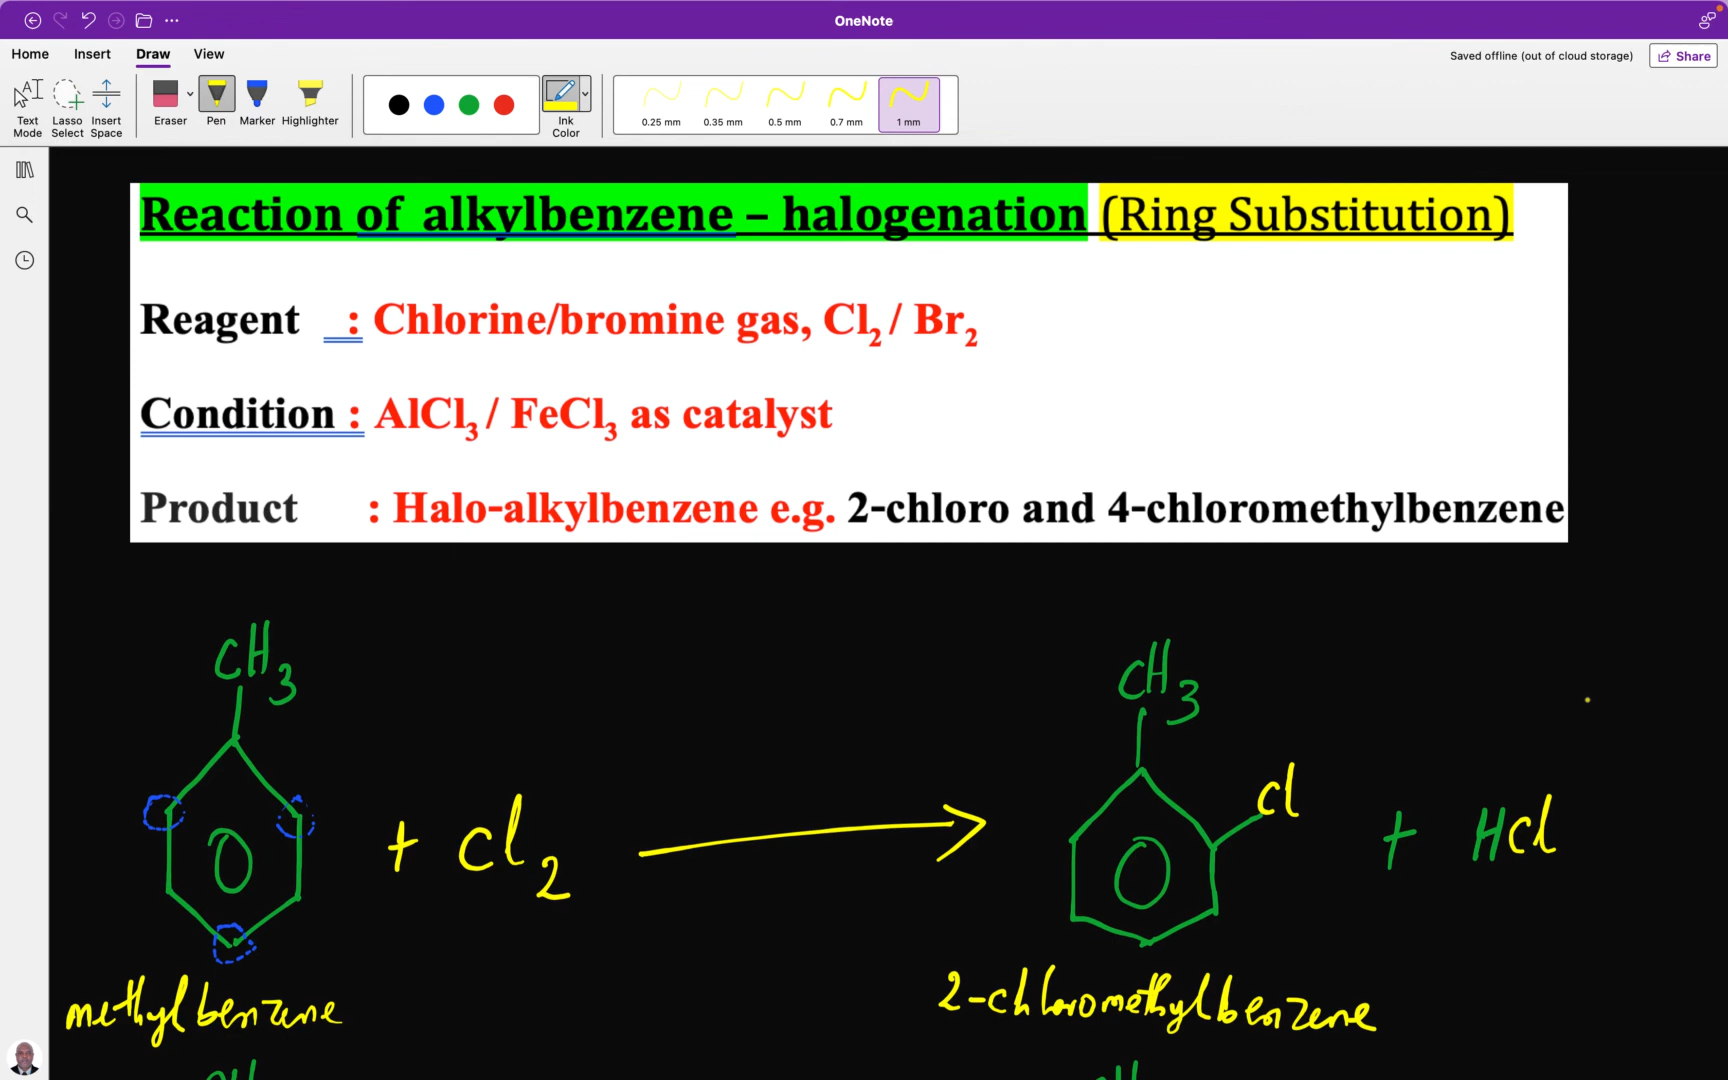 OneNote
Home Insert Draw View
Saved offline (out of cloud storage) Share
Text Mode
Lasso Select
Insert Space
Eraser
Pen
Marker
Highlighter
Ink Color
0.25 mm 0.35 mm 0.5 mm 0.7 mm 1 mm
Reaction of alkylbenzene – halogenation (Ring Substitution)
Reagent : Chlorine/bromine gas, Cl₂ / Br₂
Condition : AlCl₃ / FeCl₃ as catalyst
Product : Halo-alkylbenzene e.g. 2-chloro and 4-chloromethylbenzene
CH₃ CH₃
+ Cl₂ Cl + HCl
methylbenzene 2-chloromethylbenzene